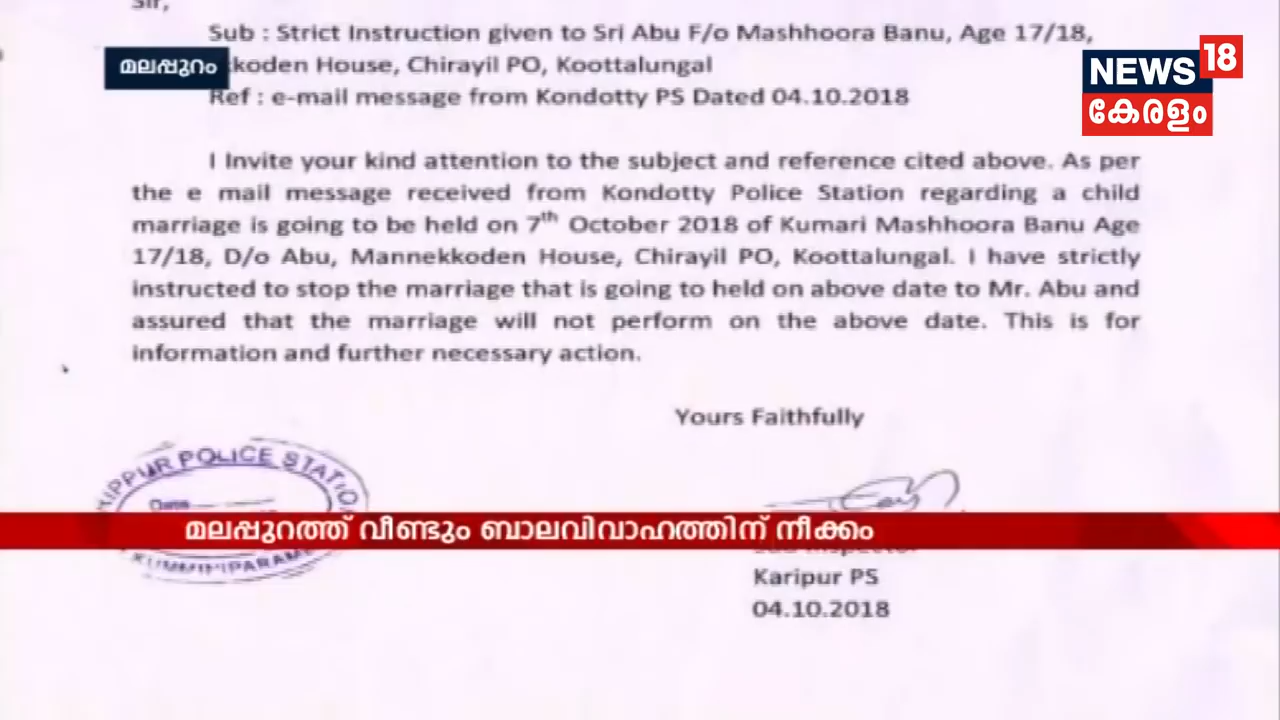 Sir,
Sub : Strict Instruction given to Sri Abu F/o Mashhoora Banu, Age 17/18,
മലപ്പുറം
kkoden House, Chirayil PO, Koottalungal
Ref : e-mail message from Kondotty PS Dated 04.10.2018
NEWS 18
കേരളം
I Invite your kind attention to the subject and reference cited above. As per
the e mail message received from Kondotty Police Station regarding a child
marriage is going to be held on 7th October 2018 of Kumari Mashhoora Banu Age
17/18, D/o Abu, Mannekkoden House, Chirayil PO, Koottalungal. I have strictly
instructed to stop the marriage that is going to held on above date to Mr. Abu and
assured that the marriage will not perform on the above date. This is for
information and further necessary action.
Yours Faithfully
POLICE STATION
Date
മലപ്പുറത്ത് വീണ്ടും ബാലവിവാഹത്തിന് നീക്കം
Karipur PS
04.10.2018